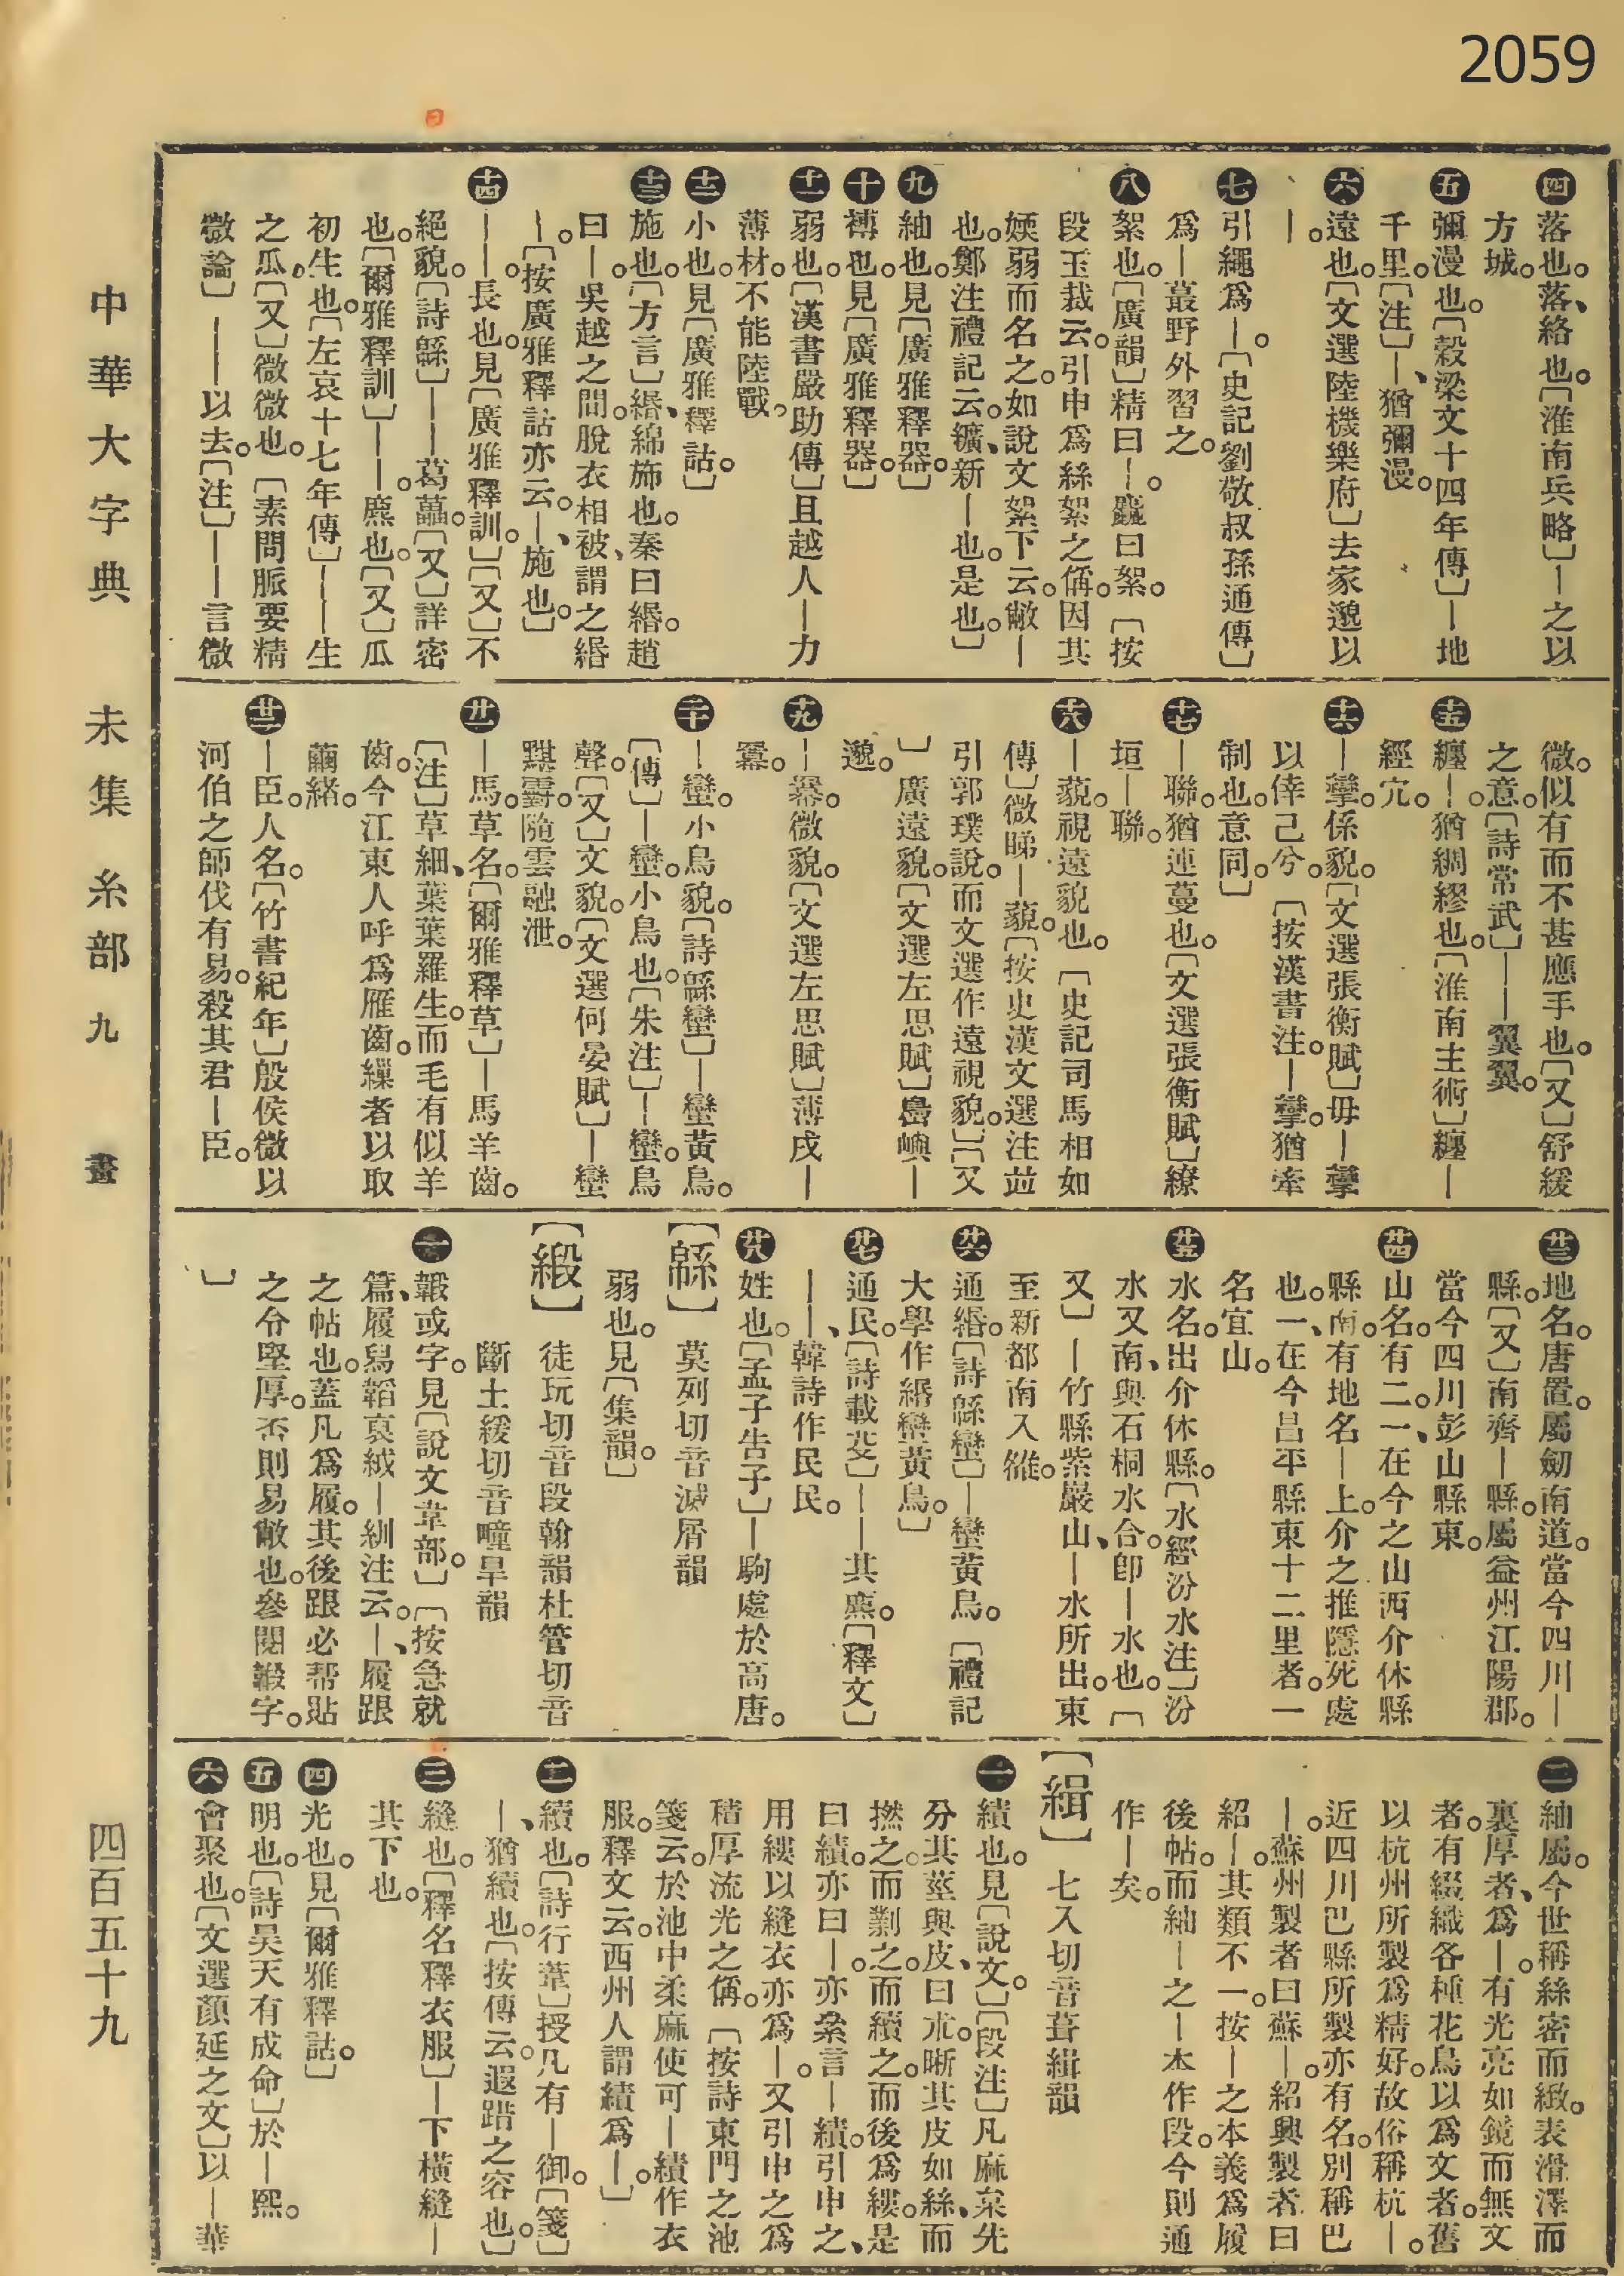 2059
四落也。落、絡也。〔淮南兵略〕｜之以
方城。
五彌漫也。〔穀梁文十四年傳〕｜地
千里。〔注〕｜、猶彌漫。
六遠也。〔文選陸機樂府〕去家邈以
｜。
七引繩爲｜。〔史記劉敬叔孫通傳〕
爲｜蕞野外習之。
八絮也。〔廣韻〕精曰｜。麤曰絮。〔按
段玉裁云。引申爲絲絮之偁。因其
耎弱而名之。如說文絮下云。敝｜
也。鄭注禮記云。纊、新｜也。是也。〕
九紬也。見〔廣雅釋器。〕
十褲也。見〔廣雅釋器。〕
十一弱也。〔漢書嚴助傳〕且越人｜力
薄材。不能陸戰。
十二小也。見〔廣雅釋詁。〕
十三施也。〔方言〕緡、綿施也。秦曰緡。趙
曰｜。吳越之間。脫衣相被、謂之緡
｜。〔按廣雅釋詁亦云。｜、施也。〕
十四｜｜。長也。見〔廣雅釋訓。〕〔又〕不
絕貌。〔詩緜〕｜｜葛藟。〔又〕詳密
也。〔爾雅釋訓〕｜｜。麃也。〔又〕瓜
初生也。〔左哀十七年傳〕｜｜生
之瓜。〔又〕微微也。〔素問脈要精
微論〕｜｜以去。〔注〕｜｜言微
微。似有而不甚應手也。〔又〕舒緩
之意。〔詩常武〕｜｜翼翼。
十五纏｜。猶綢繆也。〔淮南主術〕纏｜
經宂。
十六｜攣。係貌。〔文選張衡賦〕毋｜攣
以倖己兮。〔按漢書注。｜攣。猶牽
制也。意同。〕
十七｜聯。猶連蔓也。〔文選張衡賦〕繚
垣｜聯。
十八｜藐。視遠貌也。〔史記司馬相如
傳〕微睇｜藐。〔按史漢文選注竝
引郭璞說。而文選作遠視貌。〕〔又
〕廣遠貌。〔文選左思賦〕島嶼｜
邈。
十九｜羃。微貌。〔文選左思賦〕薄戍｜
羃。
二十｜蠻。小鳥貌。〔詩緜蠻〕｜蠻黃鳥。
〔傳〕｜蠻。小鳥也。〔朱注〕｜蠻。鳥
聲。〔又〕文貌。〔文選何晏賦〕｜蠻
黮霴。隨雲融泄。
廿一｜馬。草名。〔爾雅釋草〕｜馬羊齒。
〔注〕草細、葉葉羅生。而毛有似羊
齒。今江東人呼爲雁齒。繅者以取
繭緒。
廿二｜臣。人名。〔竹書紀年〕殷侯微以
河伯之師伐有易。殺其君｜臣。
廿三地名。唐置。屬劒南道。當今四川｜
縣。〔又〕南齊｜縣。屬益州江陽郡。
當今四川彭山縣東。
廿四山名。有二。一、在今之山西介休縣
縣南。有地名｜上。介之推隱死處
也。一、在今昌平縣東十二里者。一
名宜山。
廿五水名。出介休縣。〔水經汾水注〕汾
水又南、與石桐水合。卽｜水也。〔
又〕｜竹縣紫巖山、｜水所出。東
至新都南入雒。
廿六通緡。〔詩緜蠻〕｜蠻黃鳥。〔禮記
大學作緡蠻黃鳥。〕
廿七通民。〔詩載芟〕｜｜其麃。〔釋文〕
｜｜、韓詩作民民。
廿八姓也。〔孟子告子〕｜駒處於高唐。
〔緜〕莫列切音滅屑韻
弱也。見〔集韻。〕
〔緞〕徒玩切音段翰韻杜管切音
斷土緩切音疃旱韻
一鍛或字。見〔說文韋部。〕〔按急就
篇、履舄鞜裒絨｜紃注云。｜、履跟
之帖也。蓋凡爲履。其後跟必帮貼
之令堅厚。否則易敝也。參閱鍛字。
〕
二紬屬。今世稱絲密而緻。表滑澤而
裏厚者、爲｜。有光亮如鏡而無文
者。有綴織各種花鳥以爲文者。舊
以杭州所製爲精好。故俗稱杭｜。
近四川巴縣所製亦有名。別稱巴
｜。蘇州製者曰蘇｜。紹興製者曰
紹｜。其類不一。按｜之本義爲履
後帖。而紬｜之｜本作段。今則通
作｜矣。
〔緝〕七入切音葺緝韻
一績也。見〔說文。〕〔段注〕凡麻枲先
分其莖與皮、曰朮。晣其皮如絲、而
撚之。而剿之。而續之。而後爲縷。是
曰績。亦曰｜。亦絫言｜績。引申之、
用縷以縫衣亦爲｜。又引申之爲
積厚流光之偁。〔按詩東門之池
箋云。於池中柔麻使可｜績作衣
服。釋文云。西州人謂績爲｜。〕
二續也。〔詩行葦〕授几有｜御。〔箋〕
｜、猶續也。〔按傳云。踧踖之容也。〕
三縫也。〔釋名釋衣服〕｜下橫縫｜
其下也。
四光也。見〔爾雅釋詁。〕
五明也。〔詩昊天有成命〕於｜熙。
六會聚也。〔文選顏延之文〕以｜華
中華大字典　未集　糸部　九畫　四百五十九